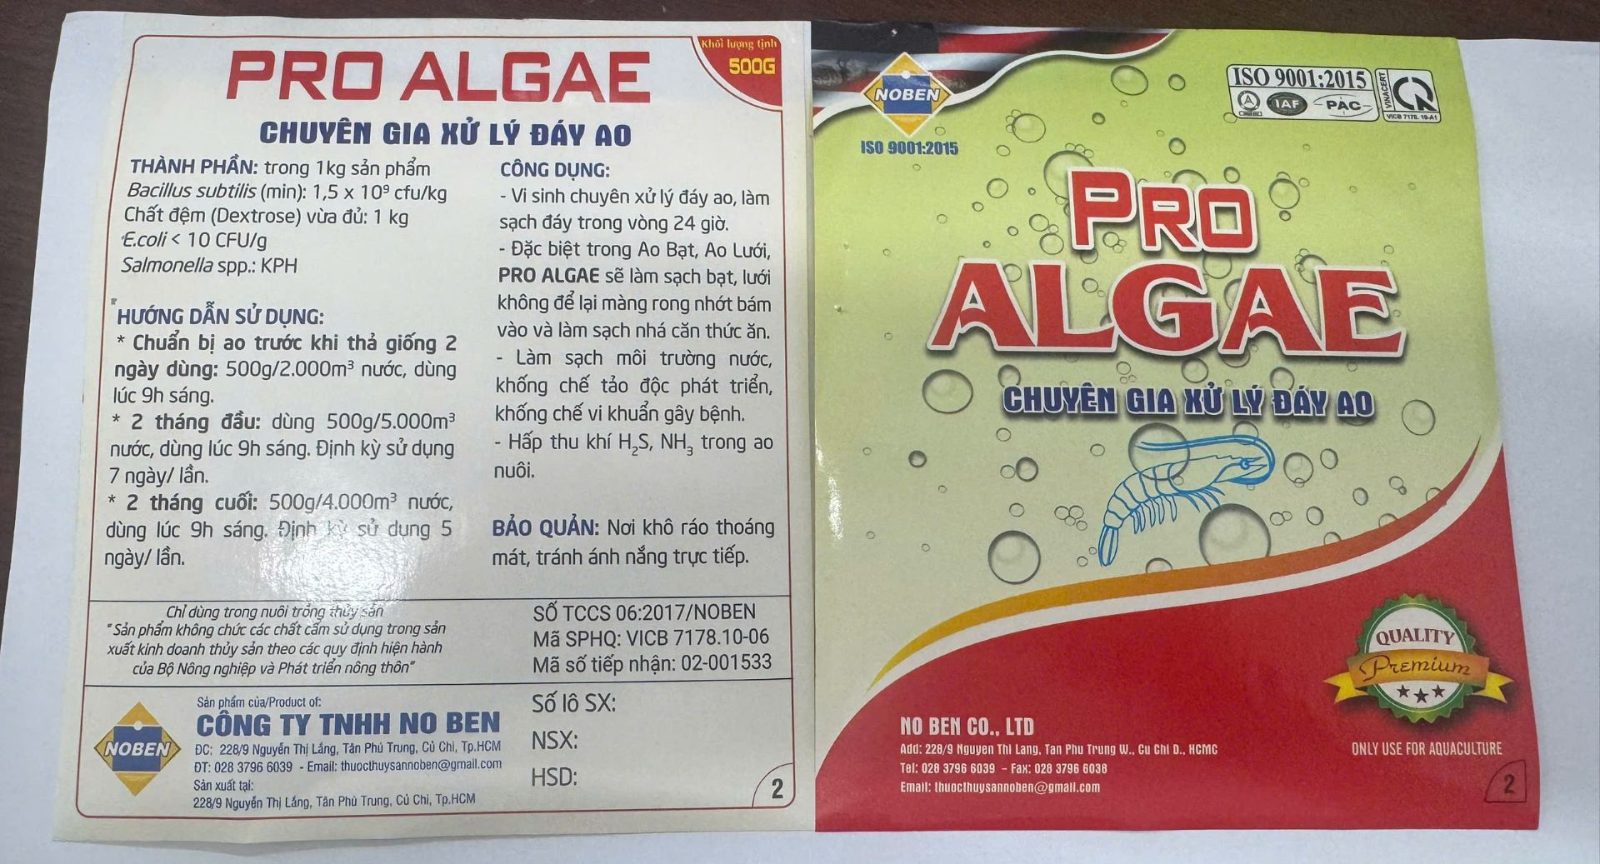 PRO ALGAE
Khối lượng tịnh
500G
CHUYÊN GIA XỬ LÝ ĐÁY AO
THÀNH PHẦN: trong 1kg sản phẩm
Bacillus subtilis (min): 1,5 x 10⁹ cfu/kg
Chất đệm (Dextrose) vừa đủ: 1 kg
E.coli < 10 CFU/g
Salmonella spp.: KPH
HƯỚNG DẪN SỬ DỤNG:
* Chuẩn bị ao trước khi thả giống 2
ngày dùng: 500g/2.000m³ nước, dùng
lúc 9h sáng.
* 2 tháng đầu: dùng 500g/5.000m³
nước, dùng lúc 9h sáng. Định kỳ sử dụng
7 ngày/ lần.
* 2 tháng cuối: 500g/4.000m³ nước,
dùng lúc 9h sáng. Định kỳ sử dụng 5
ngày/ lần.
CÔNG DỤNG:
- Vi sinh chuyên xử lý đáy ao, làm
sạch đáy trong vòng 24 giờ.
- Đặc biệt trong Ao Bạt, Ao Lưới,
PRO ALGAE sẽ làm sạch bạt, lưới
không để lại màng rong nhớt bám
vào và làm sạch nhá căn thức ăn.
- Làm sạch môi trường nước,
khống chế tảo độc phát triển,
khống chế vi khuẩn gây bệnh.
- Hấp thu khí H₂S, NH₃ trong ao
nuôi.
BẢO QUẢN: Nơi khô ráo thoáng
mát, tránh ánh nắng trực tiếp.
Chỉ dùng trong nuôi trồng thủy sản
"Sản phẩm không chức các chất cấm sử dụng trong sản
xuất kinh doanh thủy sản theo các quy định hiện hành
của Bộ Nông nghiệp và Phát triển nông thôn"
SỐ TCCS 06:2017/NOBEN
Mã SPHQ: VICB 7178.10-06
Mã số tiếp nhận: 02-001533
NOBEN
Sản phẩm của/Product of:
CÔNG TY TNHH NO BEN
ĐC: 228/9 Nguyễn Thị Lắng, Tân Phú Trung, Củ Chi, Tp.HCM
ĐT: 028 3796 6039 - Email: thuocthuysannoben@gmail.com
Sản xuất tại:
228/9 Nguyễn Thị Lắng, Tân Phú Trung, Củ Chi, Tp.HCM
Số lô SX:
NSX:
HSD:
2
NOBEN
ISO 9001:2015
ISO 9001:2015
IAF
PAC
VINACERT
VICB 7178. 10-A1
PRO
ALGAE
CHUYÊN GIA XỬ LÝ ĐÁY AO
QUALITY
Premium
NO BEN CO., LTD
Add: 228/9 Nguyen Thi Lang, Tan Phu Trung W., Cu Chi D., HCMC
Tel: 028 3796 6039 - Fax: 028 3796 6038
Email: thuocthuysannoben@gmail.com
ONLY USE FOR AQUACULTURE
2